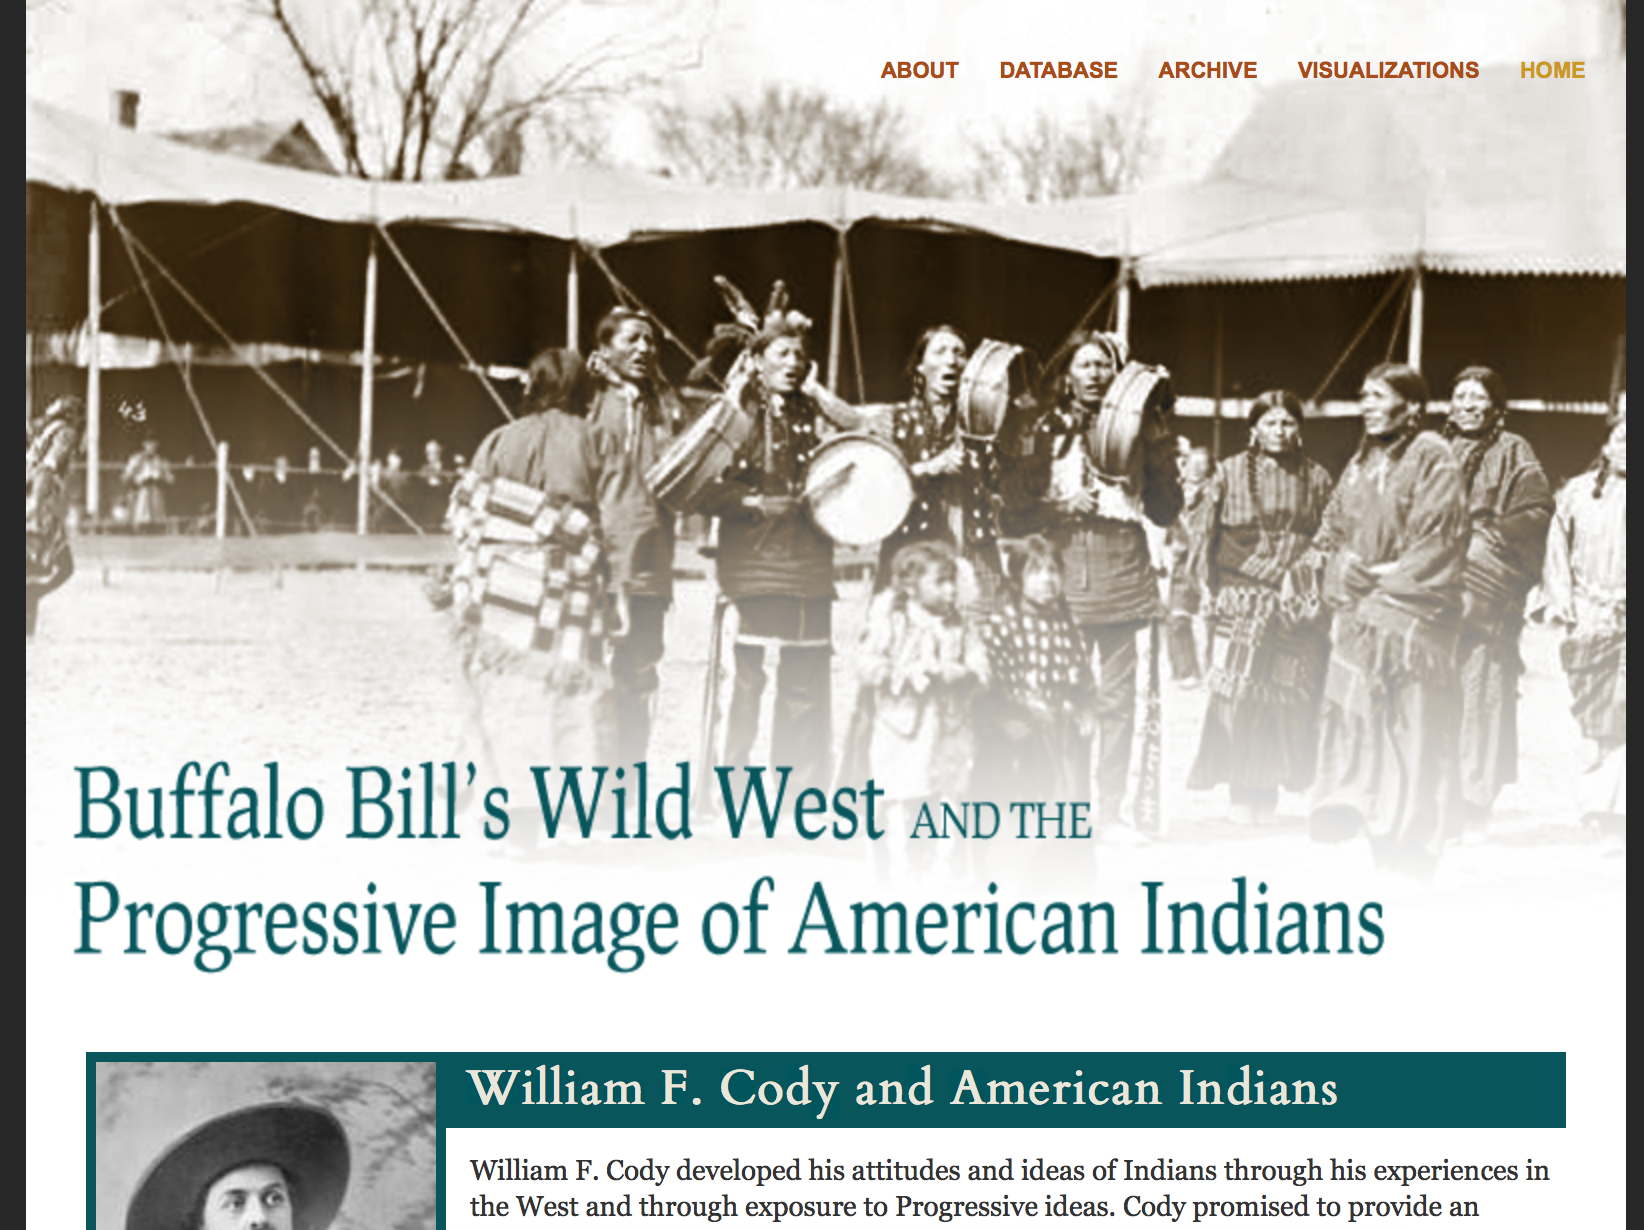 ABOUT DATABASE ARCHIVE VISUALIZATIONS HOME
43
Buffalo Bill's Wild West AND THE
Progressive Image of American Indians
William F. Cody and American Indians
William F. Cody developed his attitudes and ideas of Indians through his experiences in
the West and through exposure to Progressive ideas. Cody promised to provide an